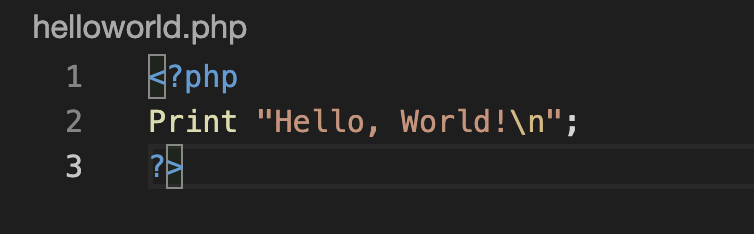 helloworld.php
1 <?php
2 Print "Hello, World!\n";
3 ?>